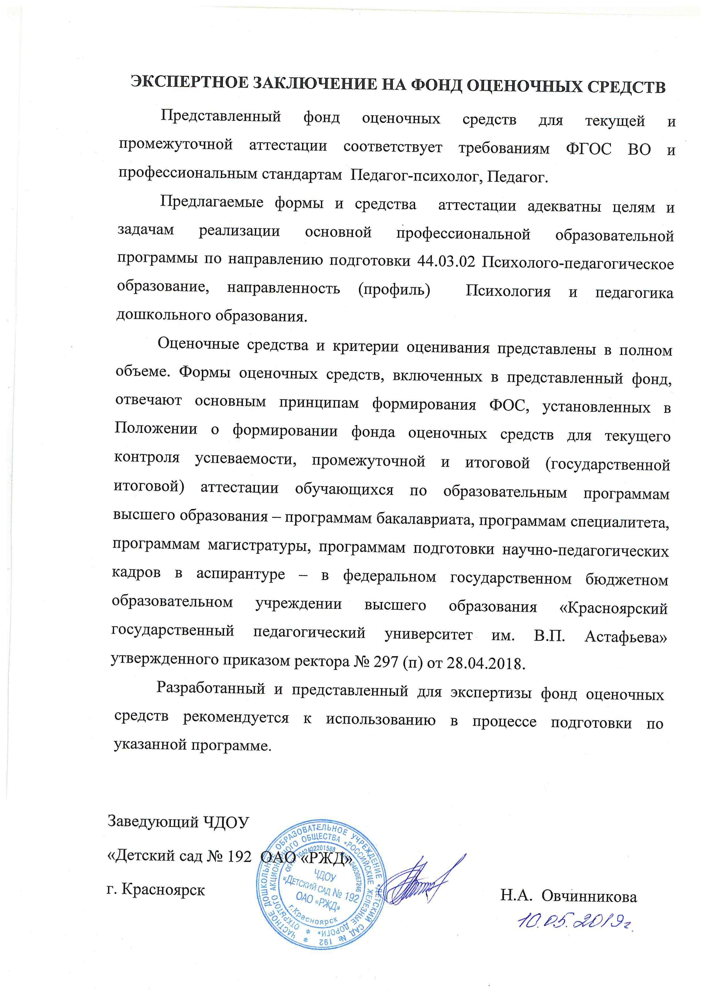 ЭКСПЕРТНОЕ ЗАКЛЮЧЕНИЕ НА ФОНД ОЦЕНОЧНЫХ СРЕДСТВ
Представленный фонд оценочных средств для текущей и
промежуточной аттестации соответствует требованиям ФГОС ВО и
профессиональным стандартам Педагог-психолог, Педагог.
Предлагаемые формы и средства аттестации адекватны целям и
задачам реализации основной профессиональной образовательной
программы по направлению подготовки 44.03.02 Психолого-педагогическое
образование, направленность (профиль) Психология и педагогика
дошкольного образования.
Оценочные средства и критерии оценивания представлены в полном
объеме. Формы оценочных средств, включенных в представленный фонд,
отвечают основным принципам формирования ФОС, установленных в
Положении о формировании фонда оценочных средств для текущего
контроля успеваемости, промежуточной и итоговой (государственной
итоговой) аттестации обучающихся по образовательным программам
высшего образования – программам бакалавриата, программам специалитета,
программам магистратуры, программам подготовки научно-педагогических
кадров в аспирантуре – в федеральном государственном бюджетном
образовательном учреждении высшего образования «Красноярский
государственный педагогический университет им. В.П. Астафьева»
утвержденного приказом ректора № 297 (п) от 28.04.2018.
Разработанный и представленный для экспертизы фонд оценочных
средств рекомендуется к использованию в процессе подготовки по
указанной программе.
Заведующий ЧДОУ
«Детский сад № 192 ОАО «РЖД»
г. Красноярск
Н.А. Овчинникова
10.05.2019г.
ЧАСТНОЕ ДОШКОЛЬНОЕ ОБРАЗОВАТЕЛЬНОЕ УЧРЕЖДЕНИЕ «ДЕТСКИЙ САД № 192
ОТКРЫТОГО АКЦИОНЕРНОГО ОБЩЕСТВА «РОССИЙСКИЕ ЖЕЛЕЗНЫЕ ДОРОГИ»
ОГРН 1042402201588 ИНН 2463067246
ЧДОУ
«ДЕТСКИЙ САД № 192
ОАО «РЖД»
г.Красноярск